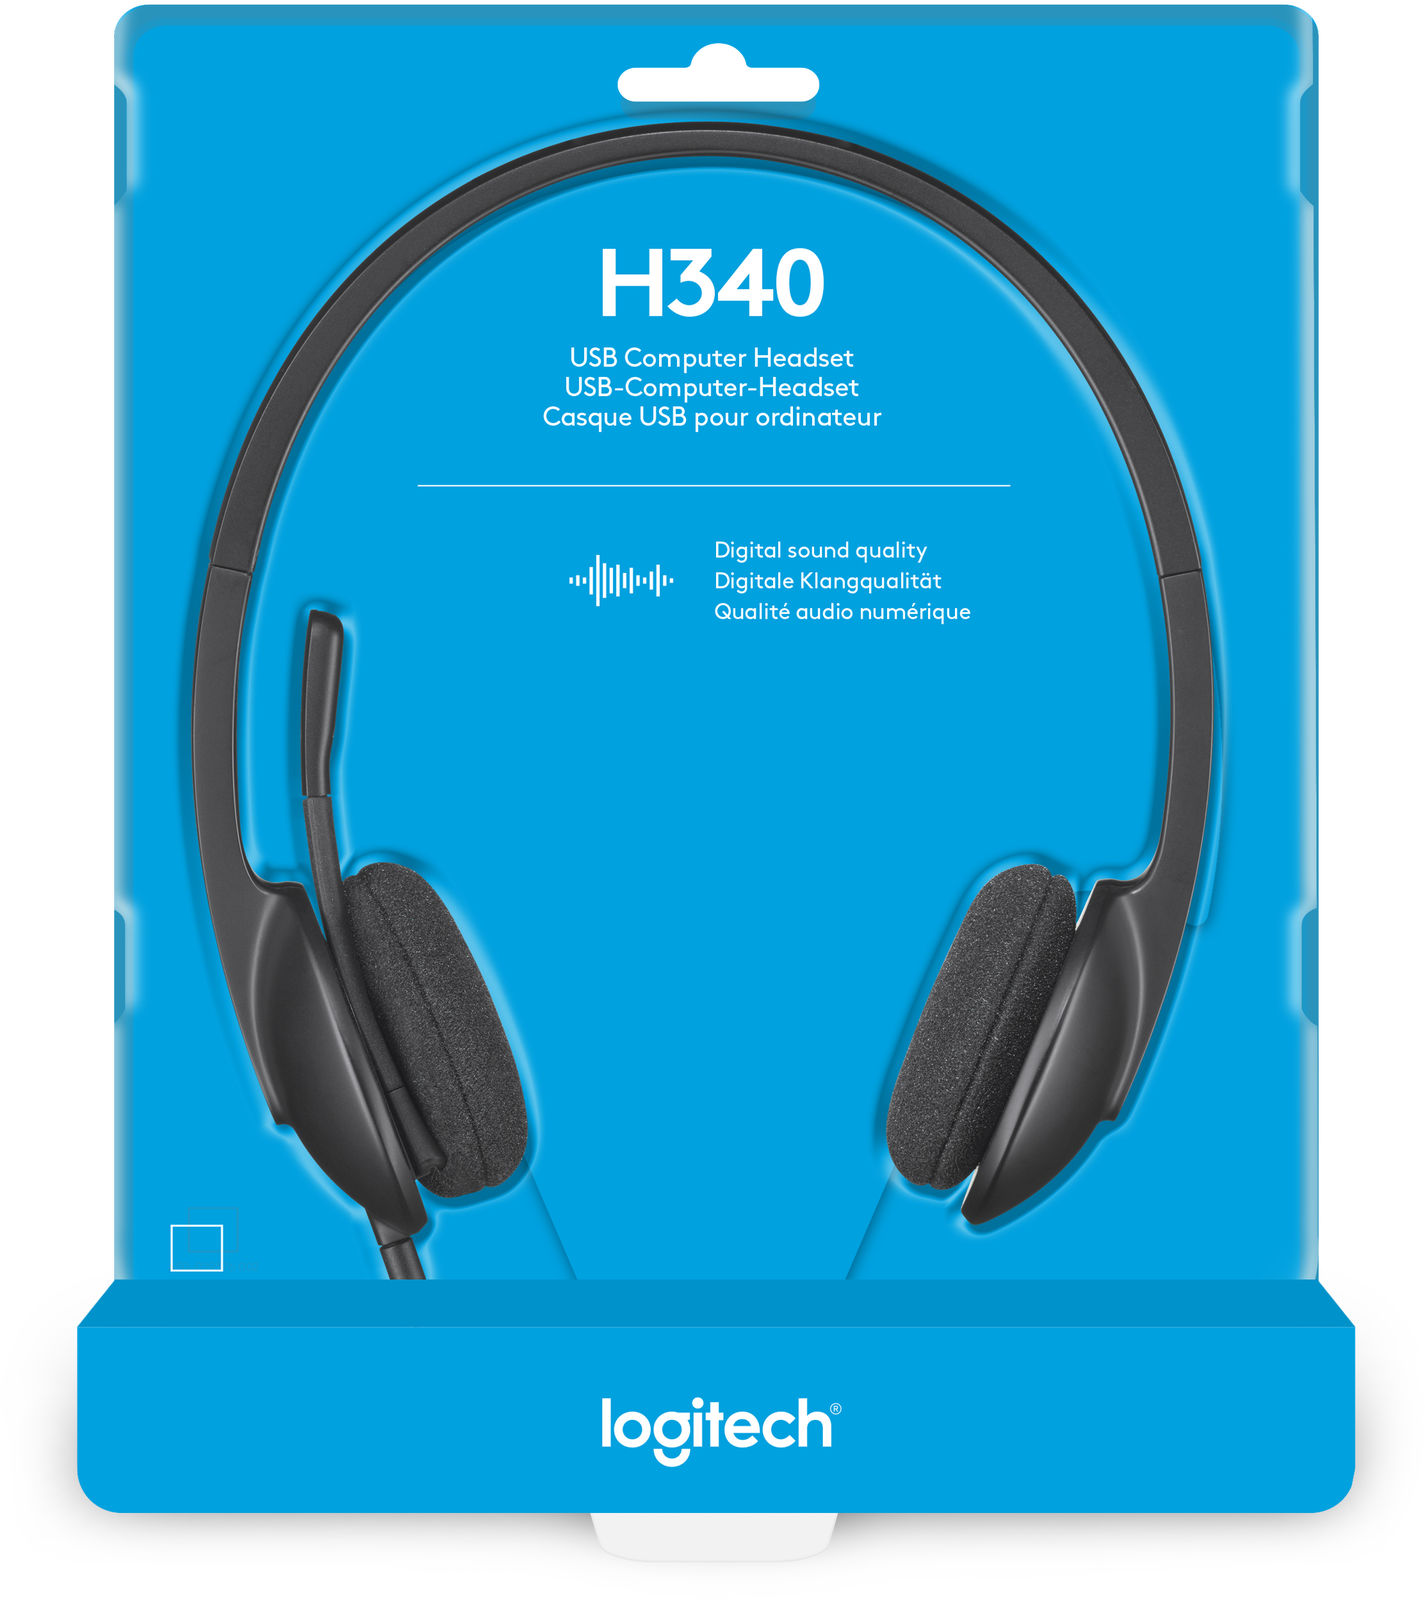 H340
USB Computer Headset
USB-Computer-Headset
Casque USB pour ordinateur
Digital sound quality
Digitale Klangqualität
Qualité audio numérique
logitech®